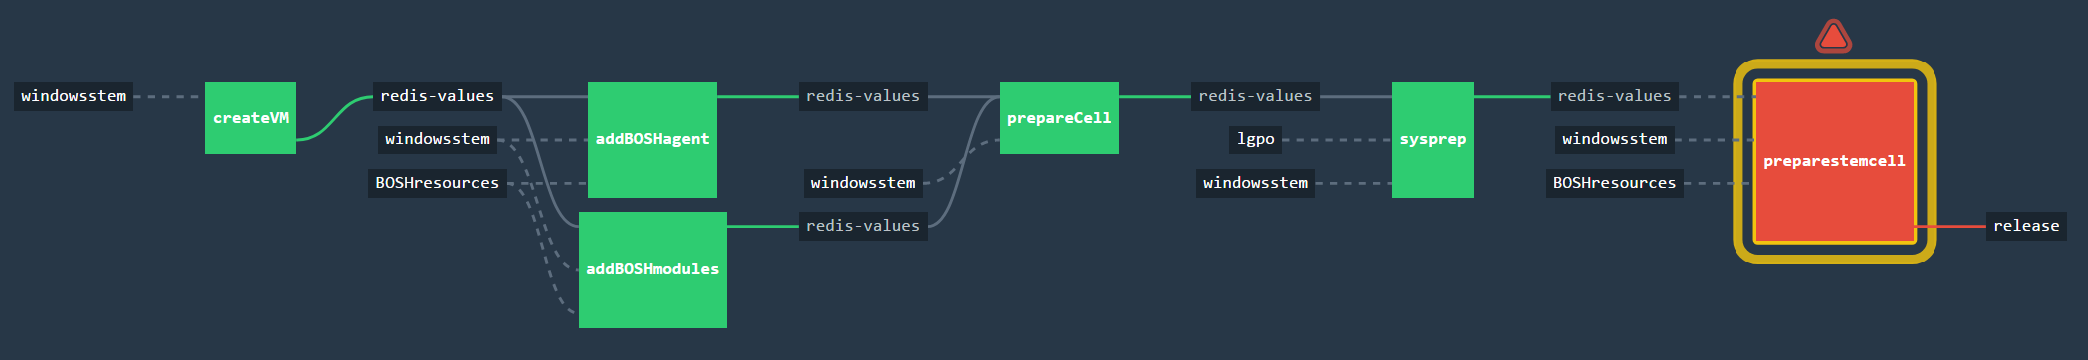 windowsstem
createVM
redis-values
windowsstem
BOSHresources
addBOSHagent
addBOSHmodules
redis-values
windowsstem
redis-values
prepareCell
redis-values
lgpo
windowsstem
sysprep
redis-values
windowsstem
BOSHresources
preparestemcell
release